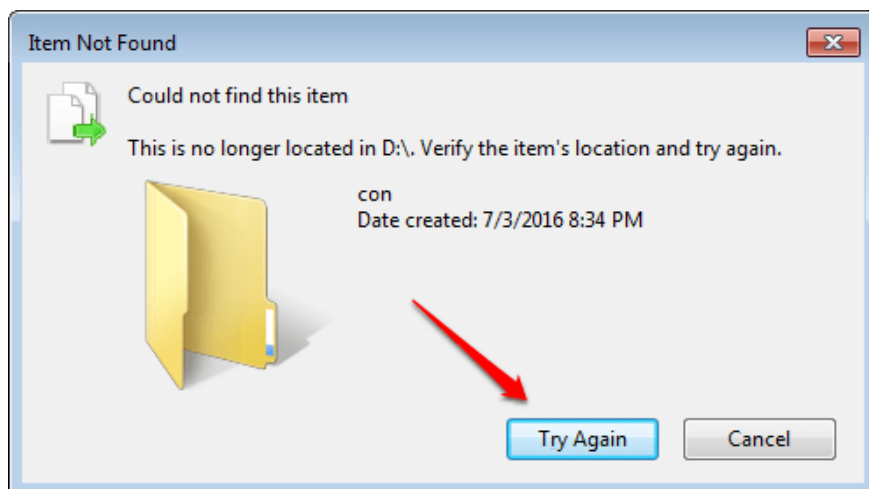 Item Not Found
Could not find this item
This is no longer located in D:\. Verify the item's location and try again.
con
Date created: 7/3/2016 8:34 PM
Try Again
Cancel